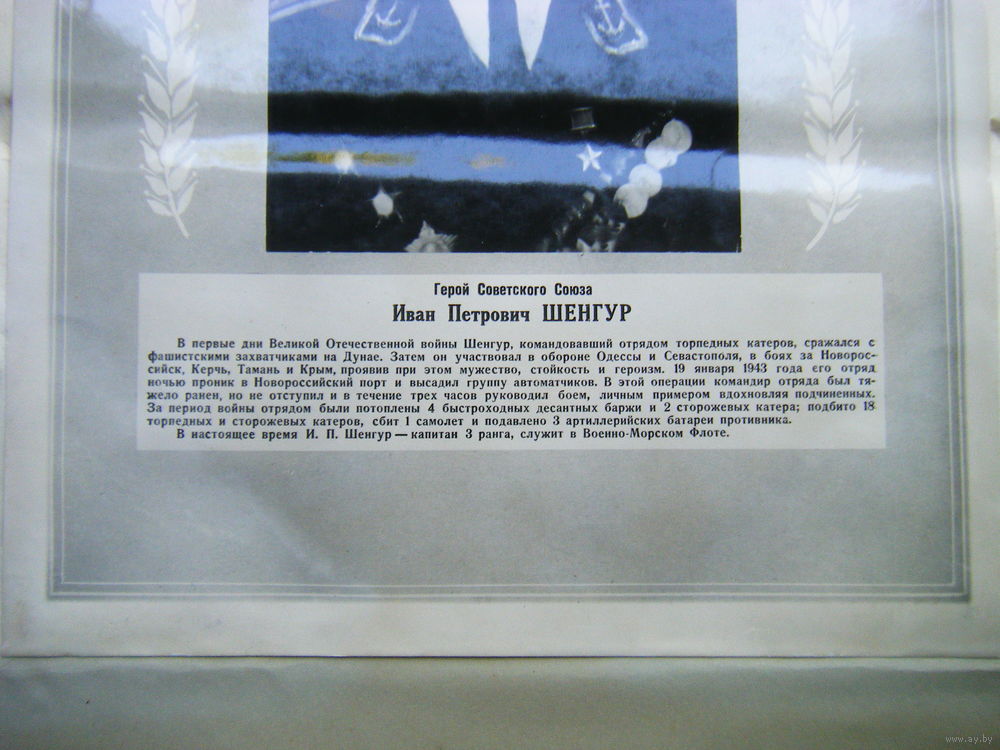 Герой Советского Союза
Иван Петрович ШЕНГУР
В первые дни Великой Отечественной войны Шенгур, командовавший отрядом торпедных катеров, сражался с
фашистскими захватчиками на Дунае. Затем он участвовал в обороне Одессы и Севастополя, в боях за Новорос-
сийск, Керчь, Тамань и Крым, проявив при этом мужество, стойкость и героизм. 19 января 1943 года его отряд
ночью проник в Новороссийский порт и высадил группу автоматчиков. В этой операции командир отряда был тя-
жело ранен, но не отступил и в течение трех часов руководил боем, личным примером вдохновляя подчиненных.
За период войны отрядом были потоплены 4 быстроходных десантных баржи и 2 сторожевых катера; подбито 18
торпедных и сторожевых катеров, сбит 1 самолет и подавлено 3 артиллерийских батареи противника.
В настоящее время И. П. Шенгур — капитан 3 ранга, служит в Военно-Морском Флоте.
www.ay.by